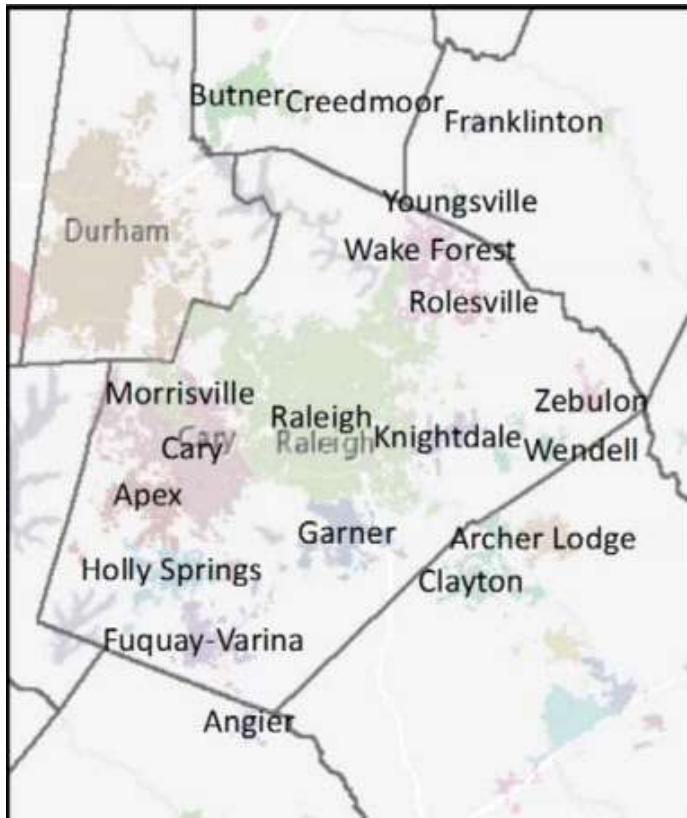 Butner
Creedmoor
Franklinton
Youngsville
Durham
Wake Forest
Rolesville
Morrisville
Zebulon
Raleigh
Cary
Cary
Raleigh
Knightdale
Wendell
Apex
Garner
Archer Lodge
Holly Springs
Clayton
Fuquay-Varina
Angier